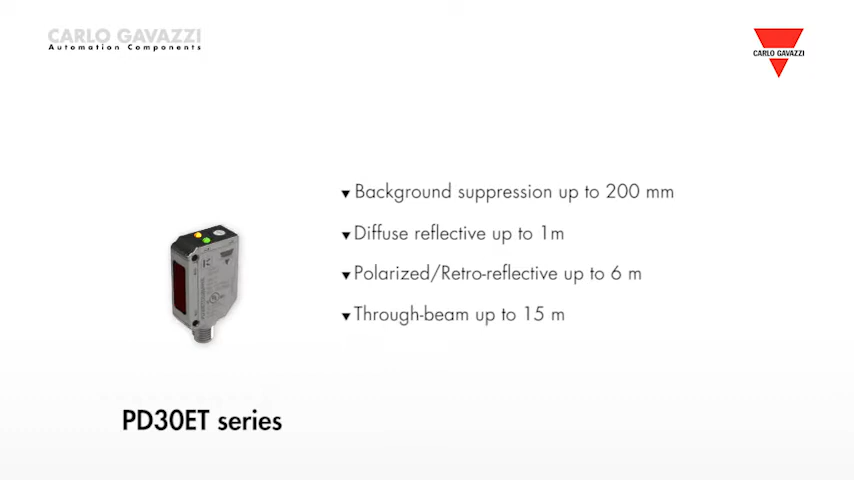 CARLO GAVAZZI
Automation Components
CARLO GAVAZZI
Background suppression up to 200 mm
Diffuse reflective up to 1m
Polarized/Retro-reflective up to 6 m
Through-beam up to 15 m
PD30ET series